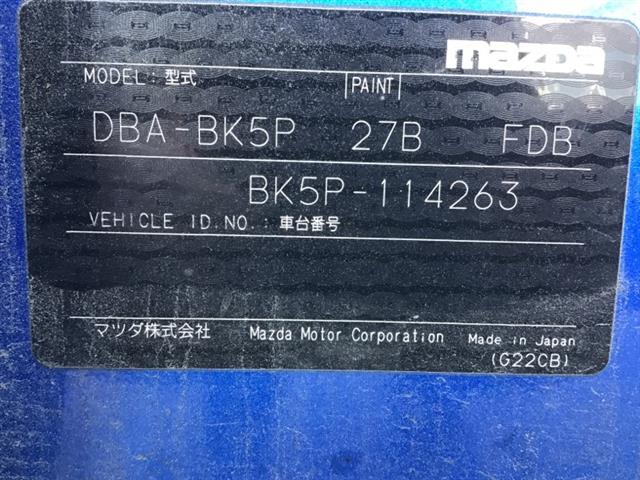 mazda
MODEL: 型式 PAINT
DBA-BK5P 27B FDB
BK5P-114263
VEHICLE ID.NO.: 車台番号
マツダ株式会社 Mazda Motor Corporation Made in Japan
(G22CB)